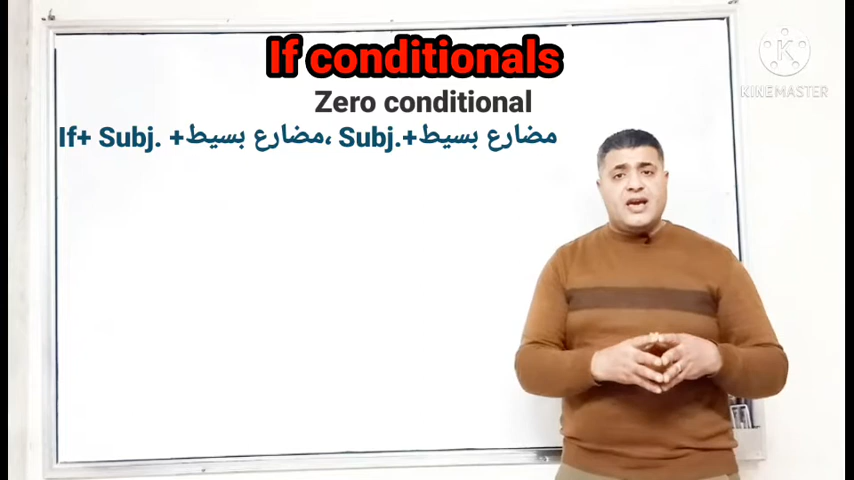 If conditionals
Zero conditional
If+ Subj. +مضارع بسيط، Subj.+مضارع بسيط
K
KINEMASTER